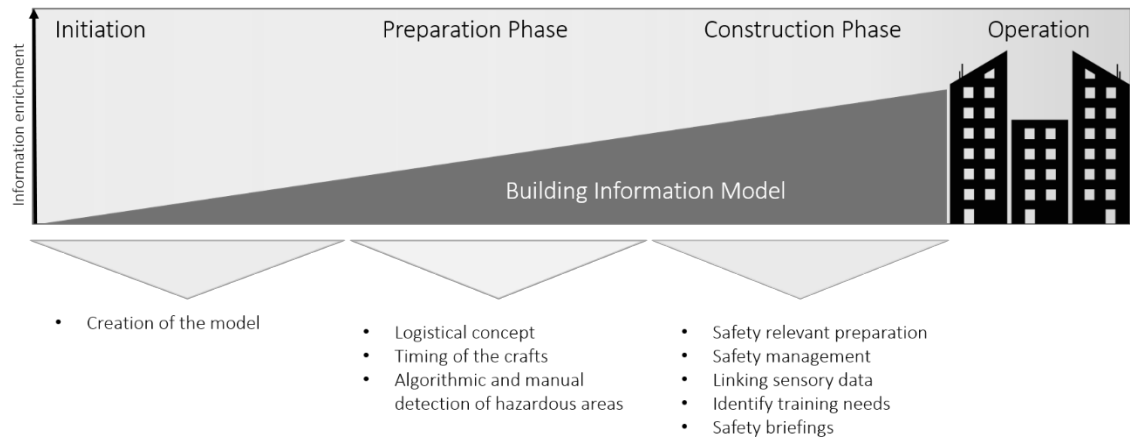 Initiation
Preparation Phase
Construction Phase
Operation
Information enrichment
Building Information Model
• Creation of the model
• Logistical concept
• Timing of the crafts
• Algorithmic and manual
detection of hazardous areas
• Safety relevant preparation
• Safety management
• Linking sensory data
• Identify training needs
• Safety briefings